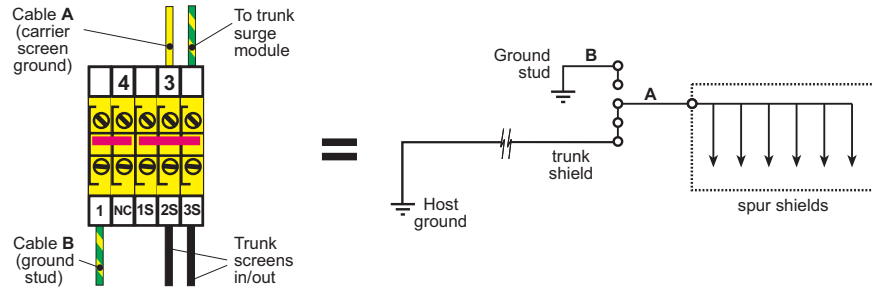 Cable A
(carrier
screen
ground)
To trunk
surge
module
4 3
1 NC 1S 2S 3S
Cable B
(ground
stud)
Trunk
screens
in/out
=
Ground
stud
B
A
trunk
shield
Host
ground
spur shields